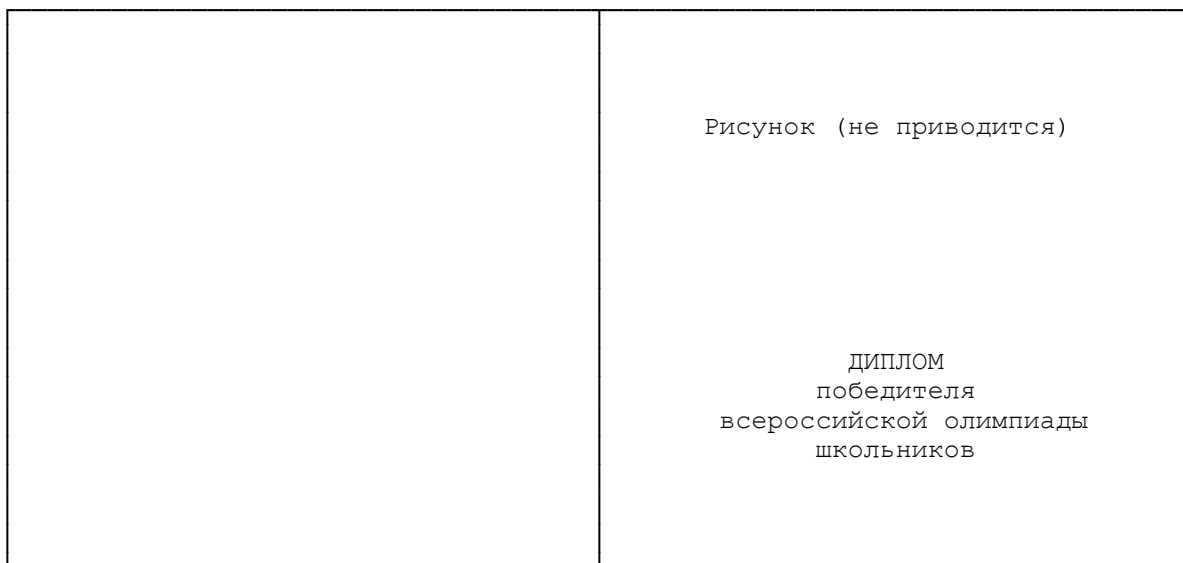 Рисунок (не приводится)
ДИПЛОМ
победителя
всероссийской олимпиады
школьников